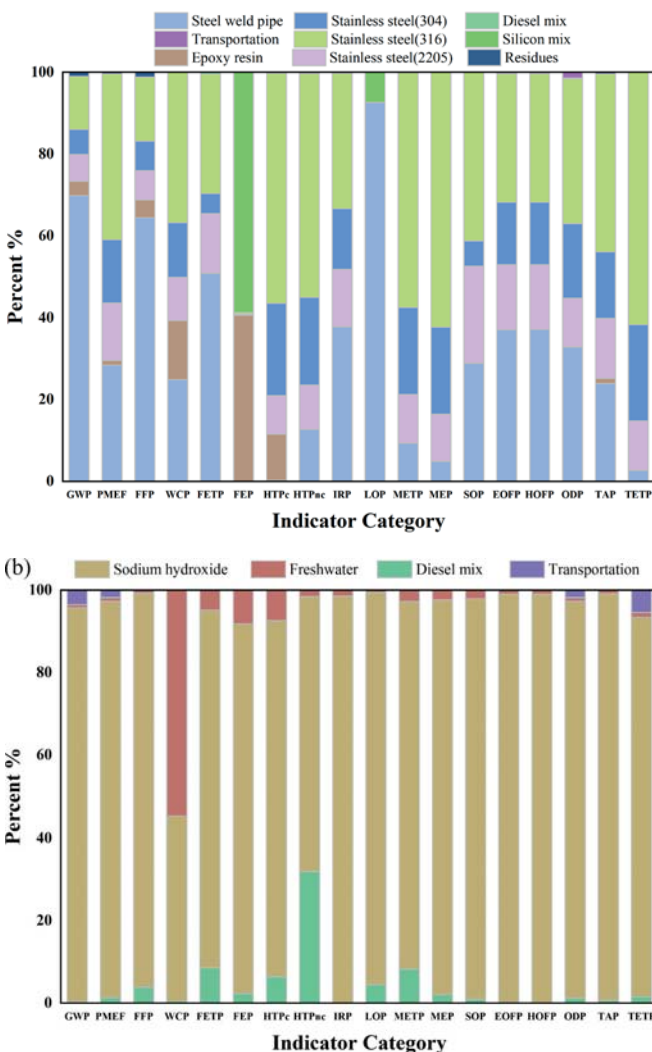 Steel weld pipe Stainless steel(304) Diesel mix
Transportation Stainless steel(316) Silicon mix
Epoxy resin Stainless steel(2205) Residues
100
80
60
40
20
0
Percent %
GWP PMEF FFP WCP FETP FEP HTPc HTPnc IRP LOP METP MEP SOP EOFP HOFP ODP TAP TETP
Indicator Category
(b)
Sodium hydroxide Freshwater Diesel mix Transportation
100
80
60
40
20
0
Percent %
GWP PMEF FFP WCP FETP FEP HTPc HTPnc IRP LOP METP MEP SOP EOFP HOFP ODP TAP TETP
Indicator Category